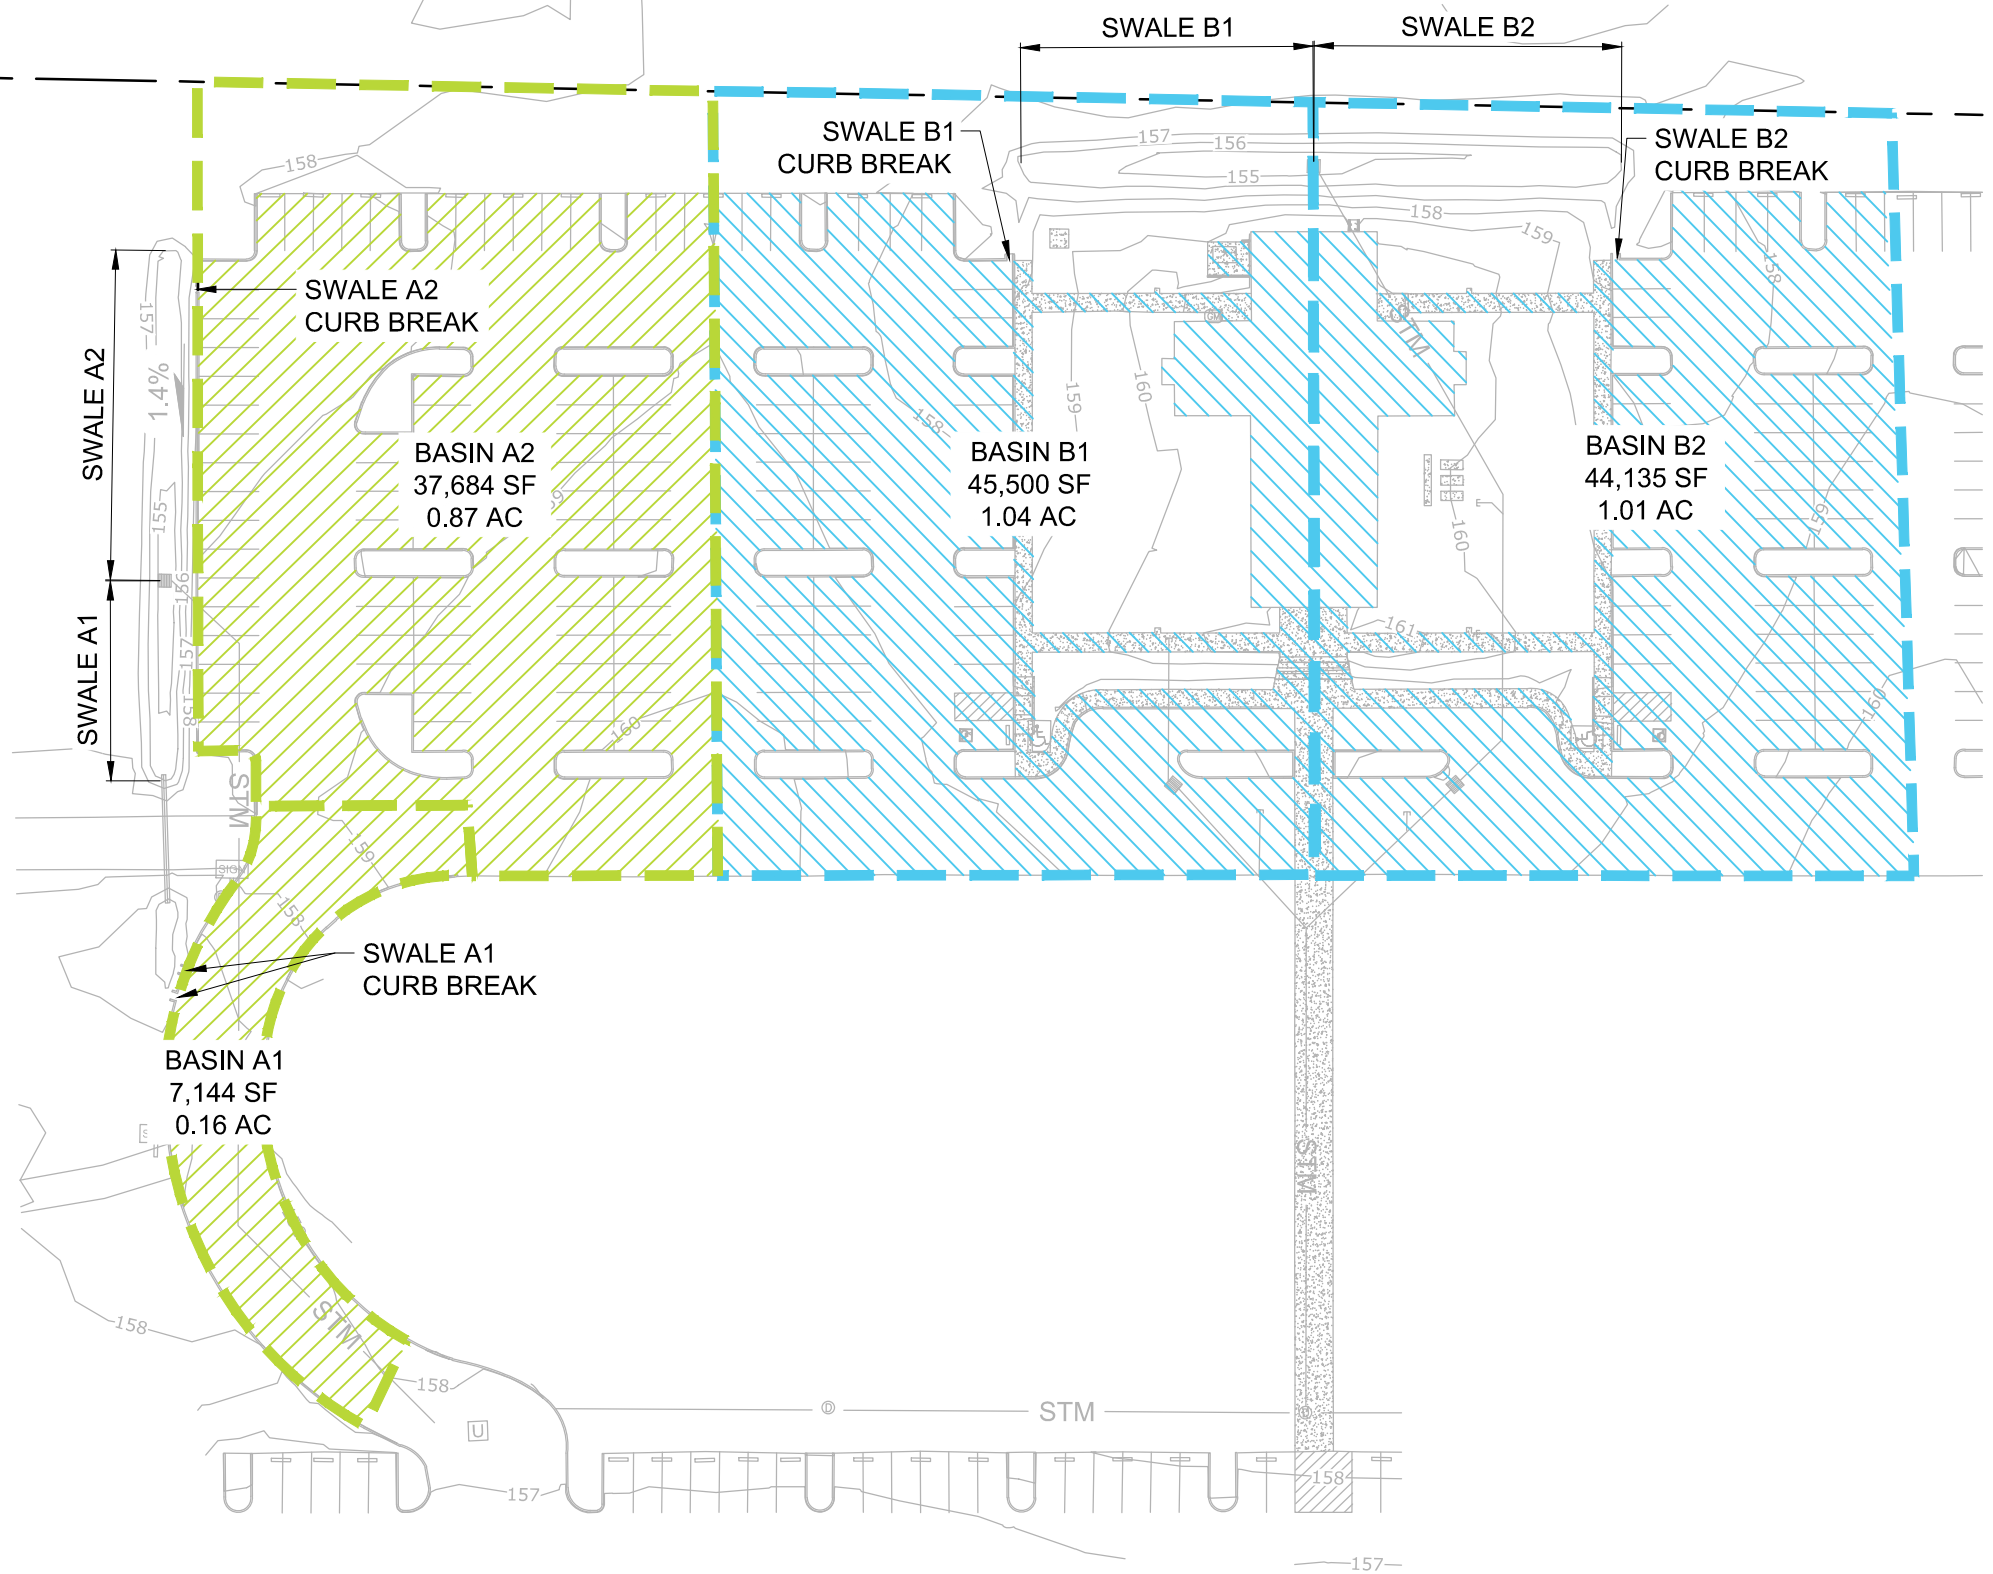 SWALE B1
SWALE B2
SWALE B1
CURB BREAK
SWALE B2
CURB BREAK
157
156
155
158
158
159
158
SWALE A2
CURB BREAK
157
1.4%
SWALE A2
155
156
SWALE A1
157
158
BASIN A2
37,684 SF
0.87 AC
158
BASIN B1
45,500 SF
1.04 AC
159
160
GM
STM
BASIN B2
44,135 SF
1.01 AC
160
159
161
160
160
STM
159
158
SWALE A1
CURB BREAK
BASIN A1
7,144 SF
0.16 AC
STM
STM
158
158
U
D
STM
D
157
158
157